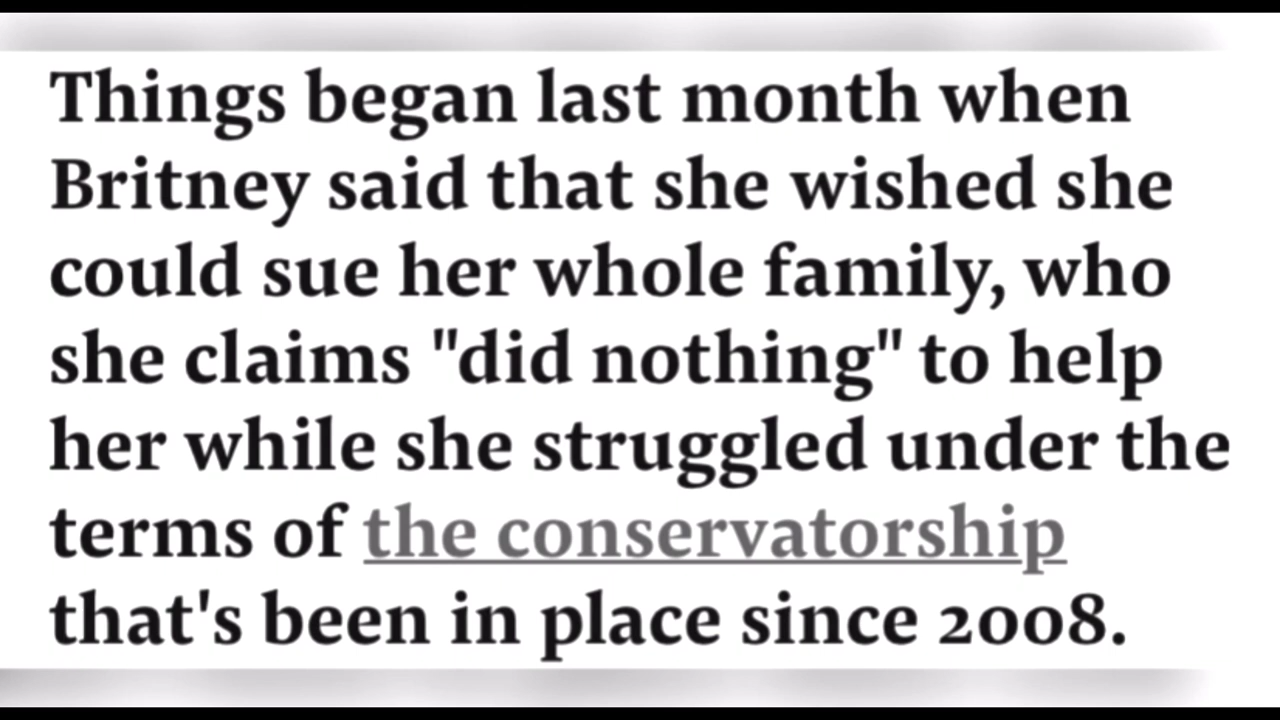 Things began last month when
Britney said that she wished she
could sue her whole family, who
she claims "did nothing" to help
her while she struggled under the
terms of the conservatorship
that's been in place since 2008.